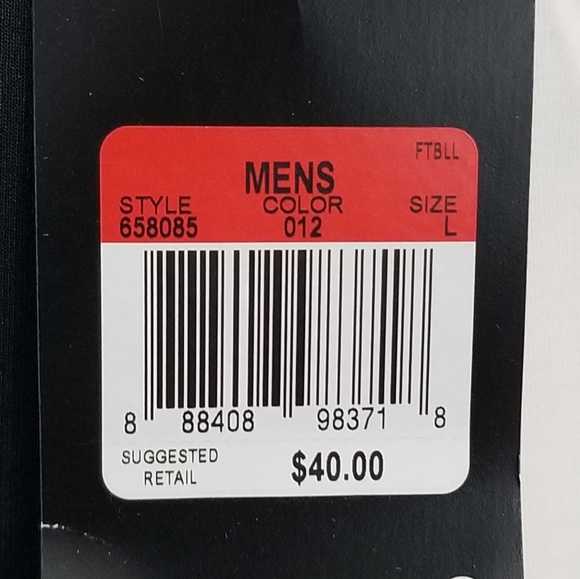 FTBLL
MENS
STYLE COLOR SIZE
658085 012 L
8 88408 98371 8
SUGGESTED
RETAIL $40.00